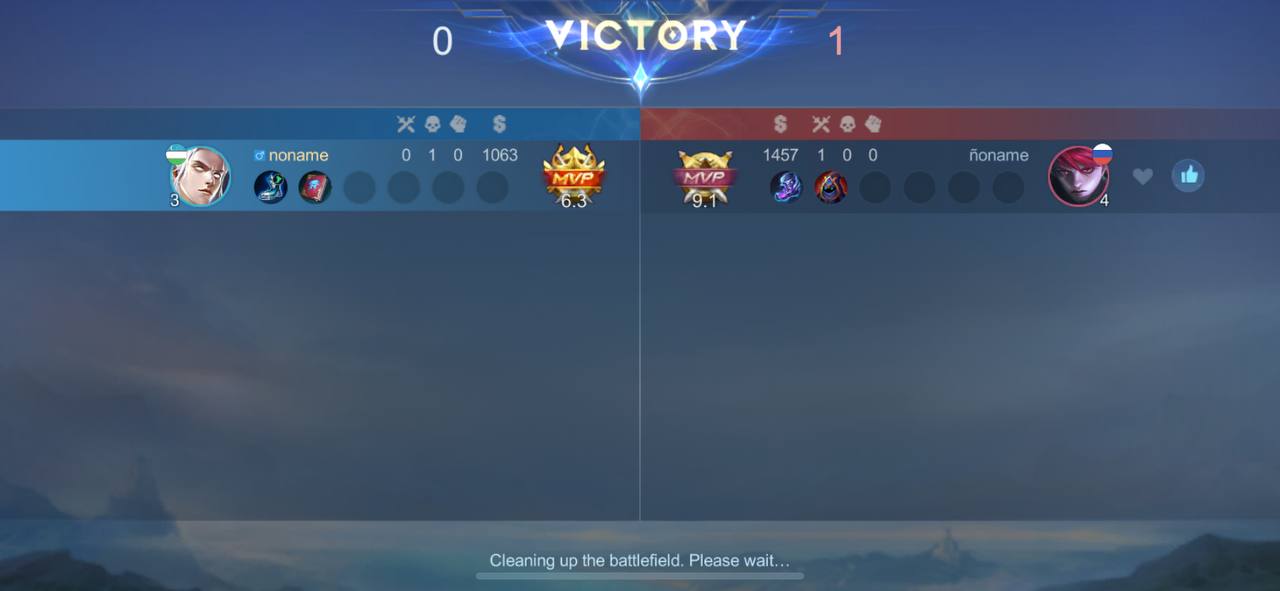 0 VICTORY 1
noname 0 1 0 1063 MVP 6.3
3
1457 1 0 0 ñoname
MVP 9.1
4
Cleaning up the battlefield. Please wait…